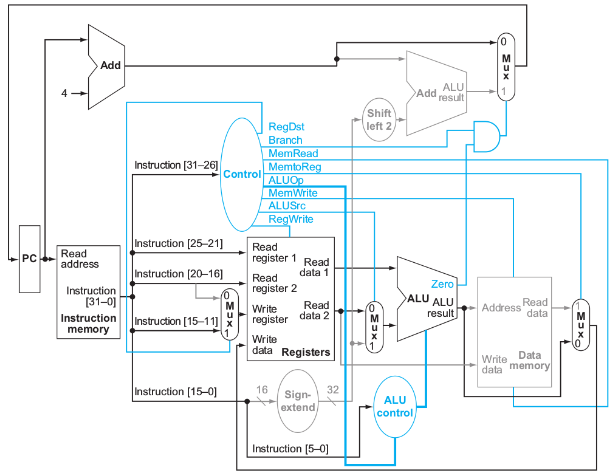 0
M
u
x
1
Add
4
Add
ALU
result
Shift
left 2
RegDst
Branch
MemRead
MemtoReg
ALUOp
MemWrite
ALUSrc
RegWrite
Control
Instruction [31–26]
Instruction [25–21]
Instruction [20–16]
Instruction [15–11]
Instruction [15–0]
Instruction [5–0]
PC
Read
address
Instruction
[31–0]
Instruction
memory
0
M
u
x
1
Read
register 1
Read
register 2
Write
register
Write
data
Read
data 1
Read
data 2
Registers
0
M
u
x
1
Zero
ALU
ALU
result
Address
Read
data
Write
data
Data
memory
1
M
u
x
0
16
Sign-
extend
32
ALU
control